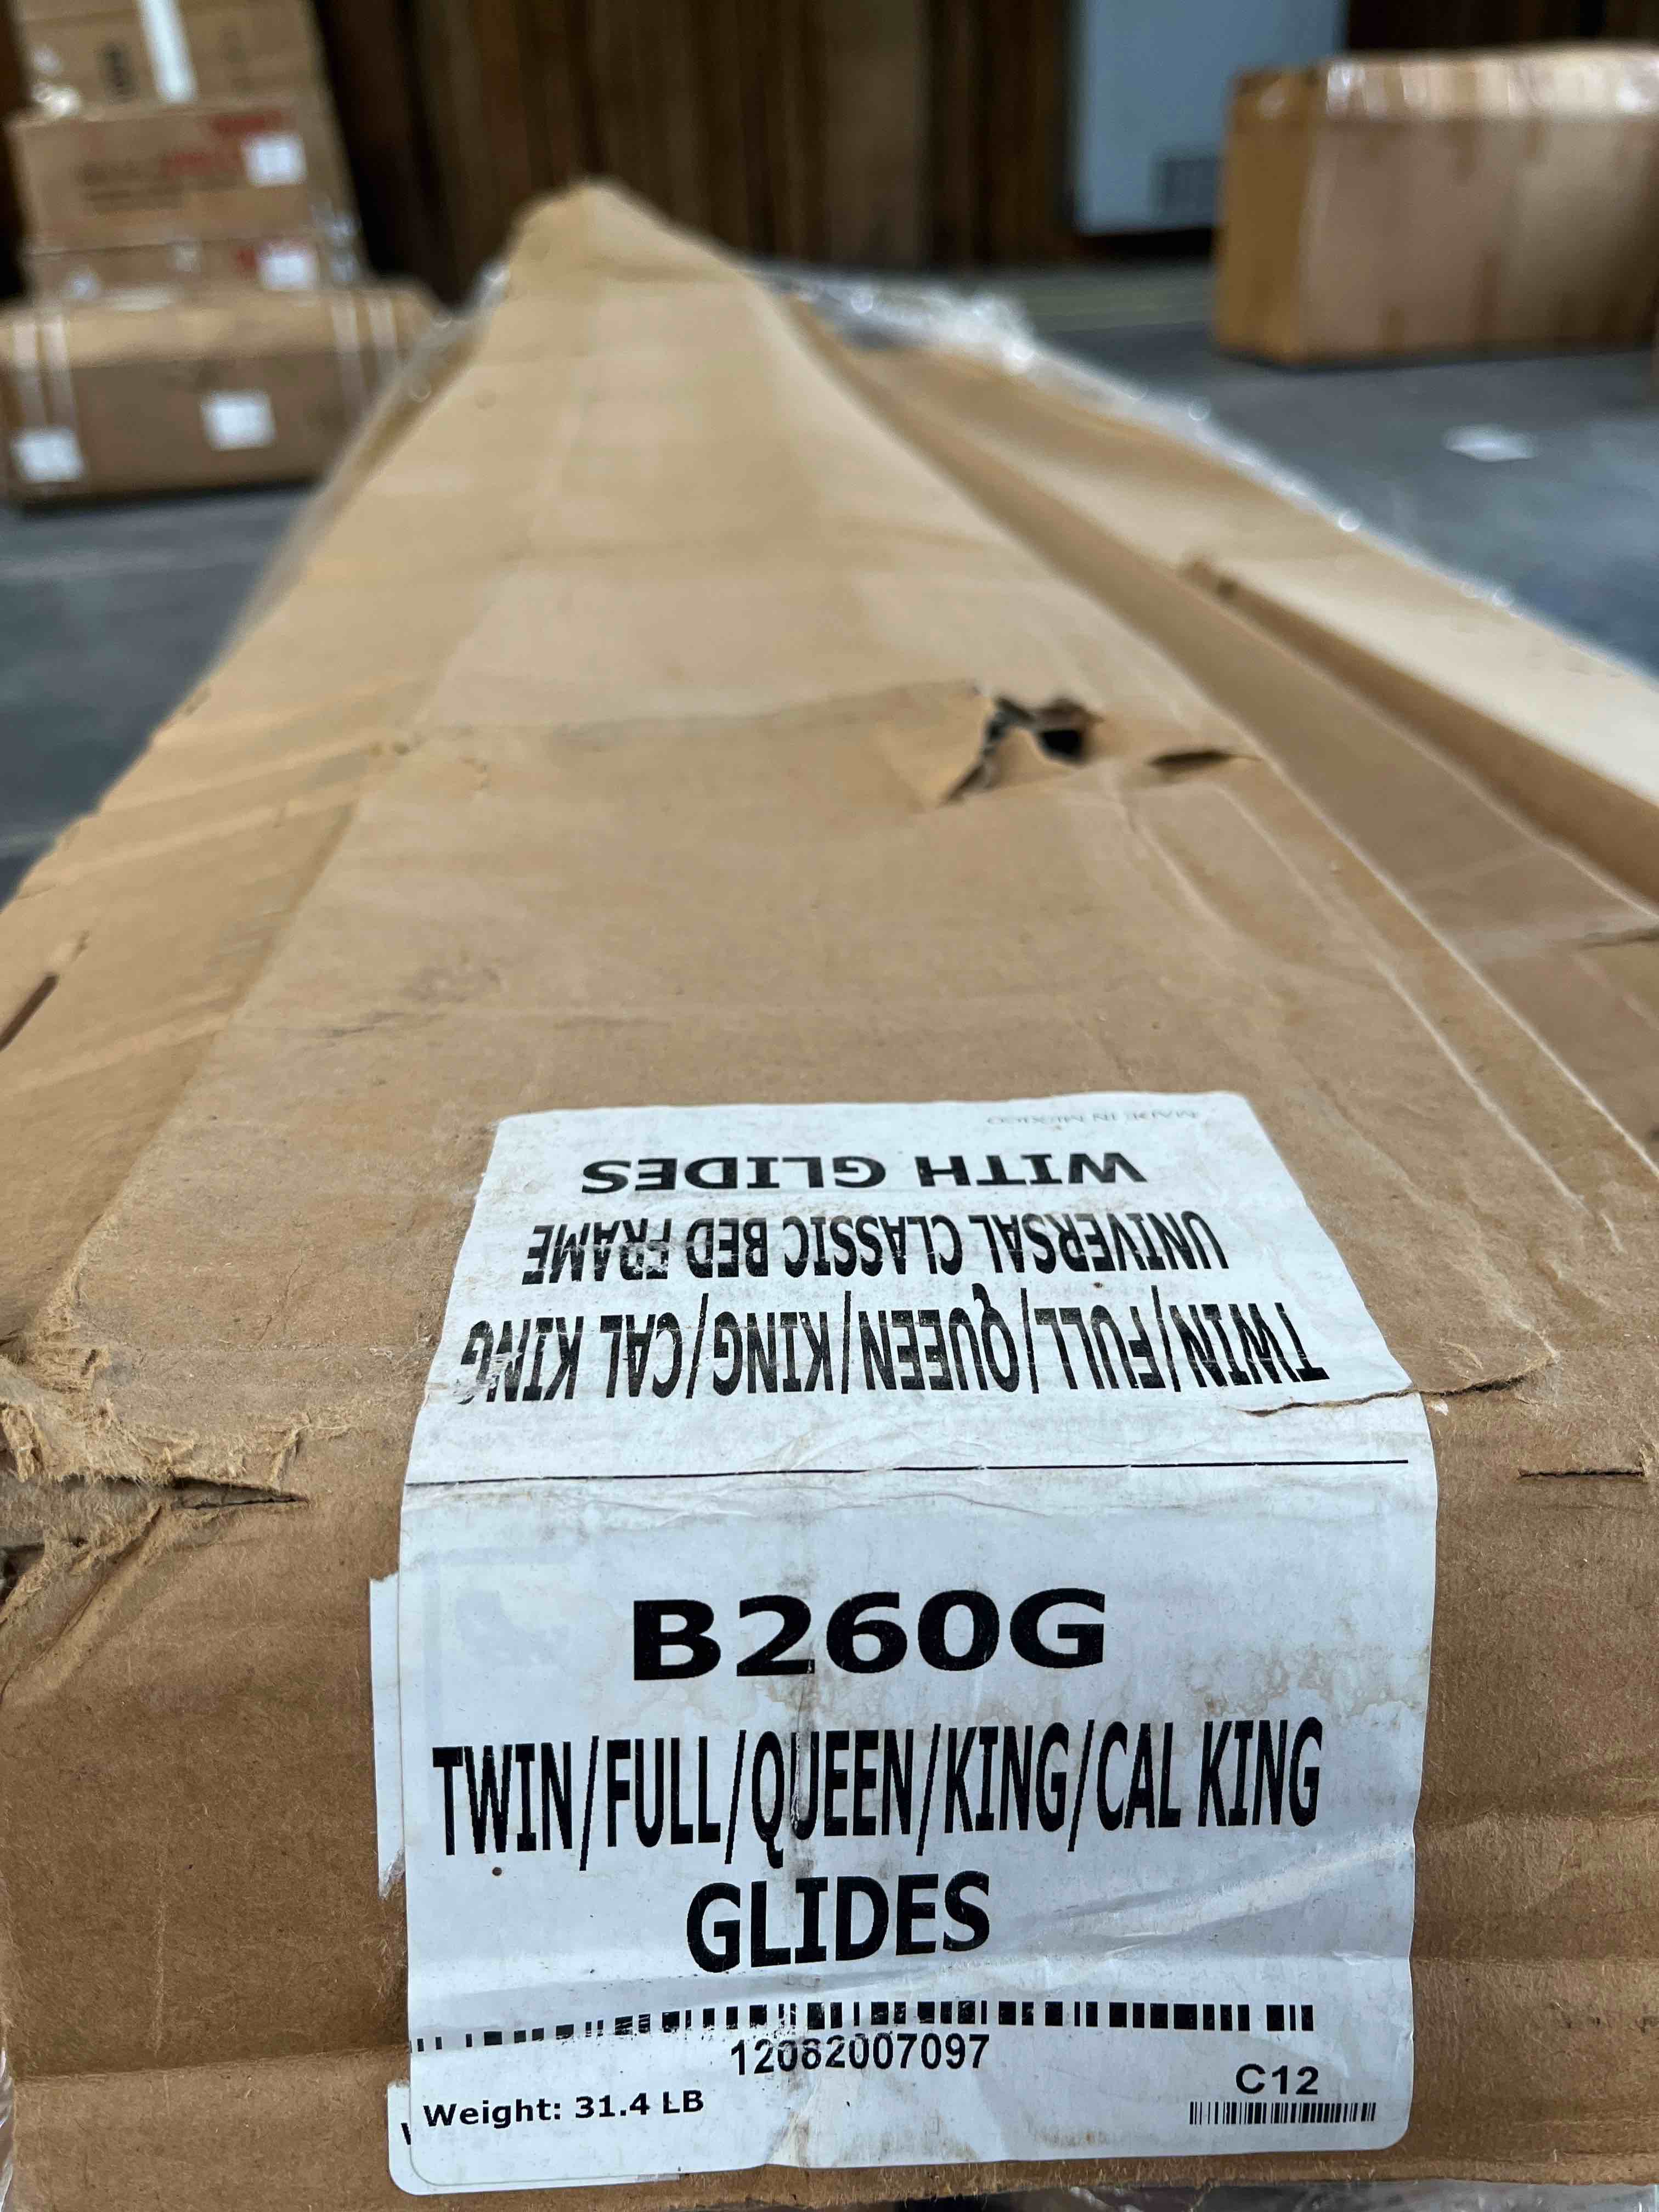 MADE IN MEXICO
WITH GLIDES
UNIVERSAL CLASSIC BED FRAME
TWIN/FULL/QUEEN/KING/CAL KING
B260G
TWIN/FULL/QUEEN/KING/CAL KING
GLIDES
12082007097
Weight: 31.4 LB
C12